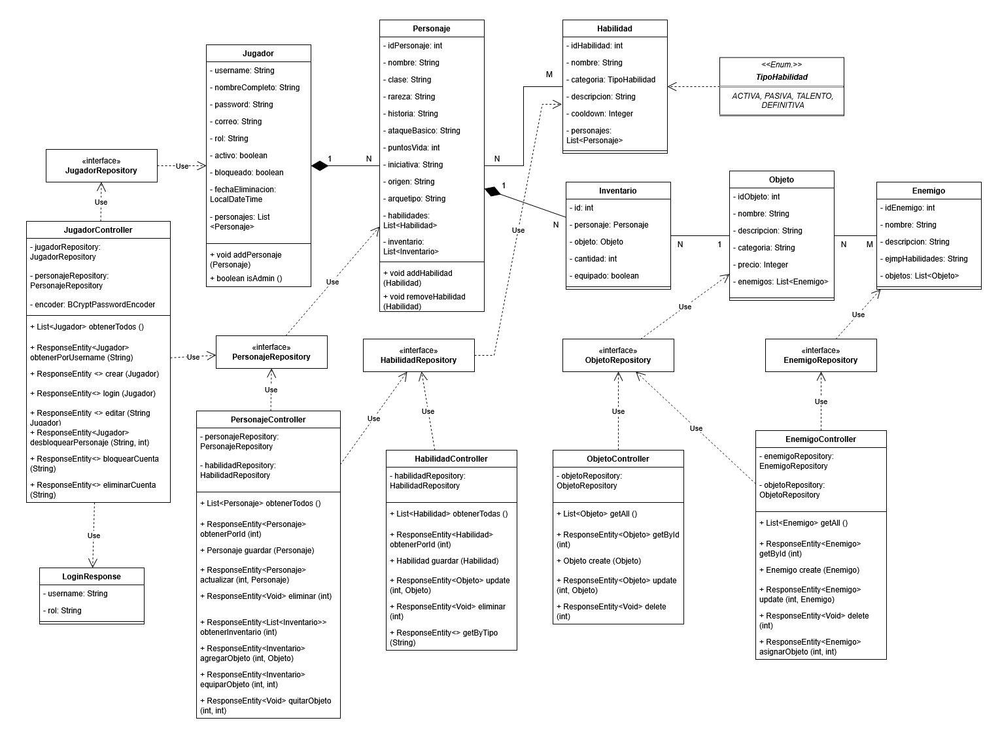 Jugador
- username: String
- nombreCompleto: String
- password: String
- correo: String
- rol: String
- activo: boolean
- bloqueado: boolean
- fechaEliminacion:
LocalDateTime
- personajes: List
<Personaje>
+ void addPersonaje
(Personaje)
+ boolean isAdmin ()
1
N
Personaje
- idPersonaje: int
- nombre: String
- clase: String
- rareza: String
- historia: String
- ataqueBasico: String
- puntosVida: int
- iniciativa: String
- origen: String
- arquetipo: String
- habilidades:
List<Habilidad>
- inventario:
List<Inventario>
+ void addHabilidad
(Habilidad)
+ void removeHabilidad
(Habilidad)
N
M
1
N
Habilidad
- idHabilidad: int
- nombre: String
- categoria: TipoHabilidad
- descripcion: String
- cooldown: Integer
- personajes:
List<Personaje>
<<Enum.>>
TipoHabilidad
ACTIVA, PASIVA, TALENTO,
DEFINITIVA
Inventario
- id: int
- personaje: Personaje
- objeto: Objeto
- cantidad: int
- equipado: boolean
N
1
Objeto
- idObjeto: int
- nombre: String
- descripcion: String
- categoria: String
- precio: Integer
- enemigos: List<Enemigo>
N
M
Enemigo
- idEnemigo: int
- nombre: String
- descripcion: String
- ejmpHabilidades: String
- objetos: List<Objeto>
«interface»
JugadorRepository
Use
Use
JugadorController
- jugadorRepository:
JugadorRepository
- personajeRepository:
PersonajeRepository
- encoder: BCryptPasswordEncoder
+ List<Jugador> obtenerTodos ()
+ ResponseEntity<Jugador>
obtenerPorUsername (String)
+ ResponseEntity <> crear (Jugador)
+ ResponseEntity<> login (Jugador)
+ ResponseEntity <> editar (String
Jugador)
+ ResponseEntity<Jugador>
desbloquearPersonaje (String, int)
+ ResponseEntity<> bloquearCuenta
(String)
+ ResponseEntity<> eliminarCuenta
(String)
Use
Use
LoginResponse
- username: String
- rol: String
«interface»
PersonajeRepository
Use
Use
PersonajeController
- personajeRepository:
PersonajeRepository
- habilidadRepository:
HabilidadRepository
+ List<Personaje> obtenerTodos ()
+ ResponseEntity<Personaje>
obtenerPorId (int)
+ Personaje guardar (Personaje)
+ ResponseEntity<Personaje>
actualizar (int, Personaje)
+ ResponseEntity<Void> eliminar (int)
+ ResponseEntity<List<Inventario>>
obtenerInventario (int)
+ ResponseEntity<Inventario>
agregarObjeto (int, Objeto)
+ ResponseEntity<Inventario>
equiparObjeto (int, int)
+ ResponseEntity<Void> quitarObjeto
(int, int)
«interface»
HabilidadRepository
Use
Use
Use
HabilidadController
- habilidadRepository:
HabilidadRepository
+ List<Habilidad> obtenerTodas ()
+ ResponseEntity<Habilidad>
obtenerPorId (int)
+ Habilidad guardar (Habilidad)
+ ResponseEntity<Objeto> update
(int, Objeto)
+ ResponseEntity<Void> eliminar
(int)
+ ResponseEntity<> getByTipo
(String)
«interface»
ObjetoRepository
Use
Use
Use
ObjetoController
- objetoRepository:
ObjetoRepository
+ List<Objeto> getAll ()
+ ResponseEntity<Objeto> getById
(int)
+ Objeto create (Objeto)
+ ResponseEntity<Objeto> update
(int, Objeto)
+ ResponseEntity<Void> delete
(int)
«interface»
EnemigoRepository
Use
Use
EnemigoController
- enemigoRepository:
EnemigoRepository
- objetoRepository:
ObjetoRepository
+ List<Enemigo> getAll ()
+ ResponseEntity<Enemigo>
getById (int)
+ Enemigo create (Enemigo)
+ ResponseEntity<Enemigo>
update (int, Enemigo)
+ ResponseEntity<Void> delete
(int)
+ ResponseEntity<Enemigo>
asignarObjeto (int, int)